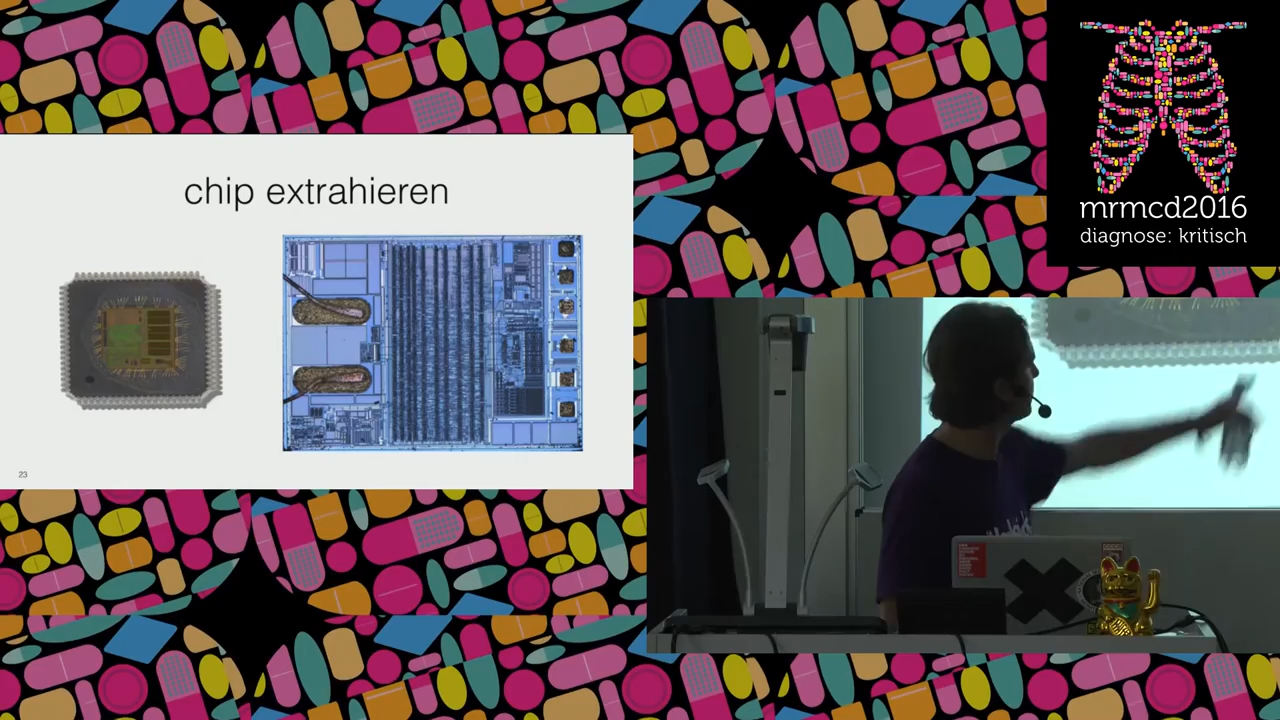 chip extrahieren
23
mrmcd2016
diagnose: kritisch